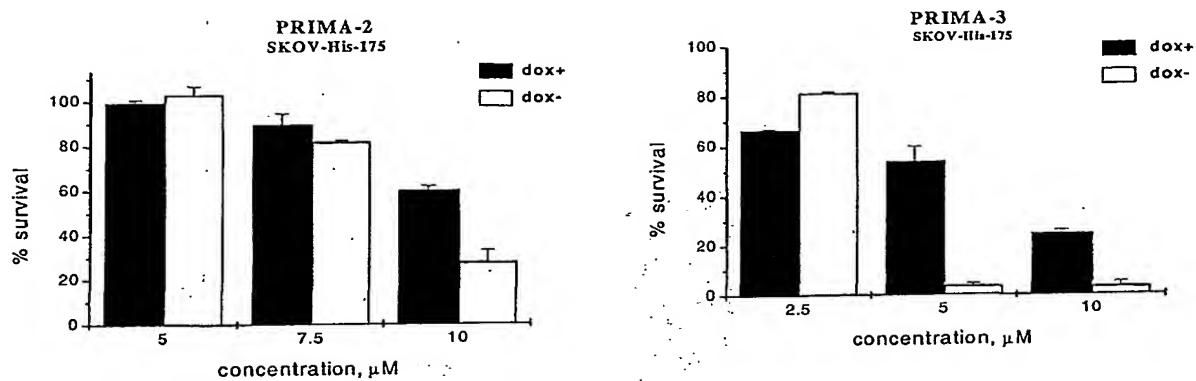 PRIMA-2
SKOV-His-175
dox+
dox-
100
80
60
40
20
0
% survival
5
7.5
10
concentration, µM
PRIMA-3
SKOV-His-175
dox+
dox-
100
80
60
40
20
0
% survival
2.5
5
10
concentration, µM